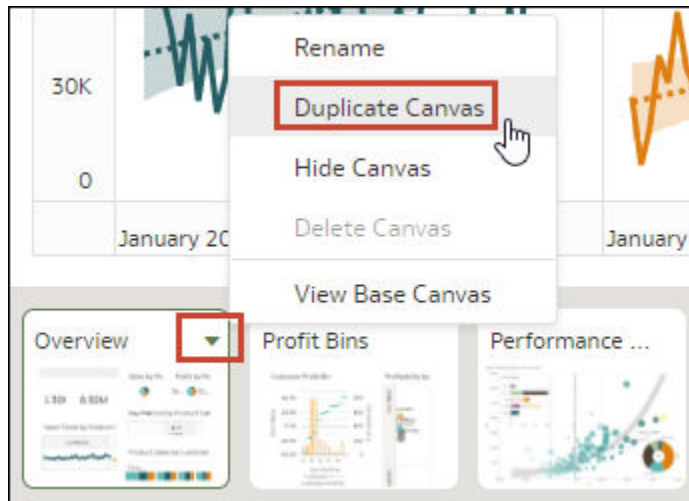 Rename
30K
Duplicate Canvas
Hide Canvas
0
Delete Canvas
January 20
January
View Base Canvas
Overview
Profit Bins
Performance ...